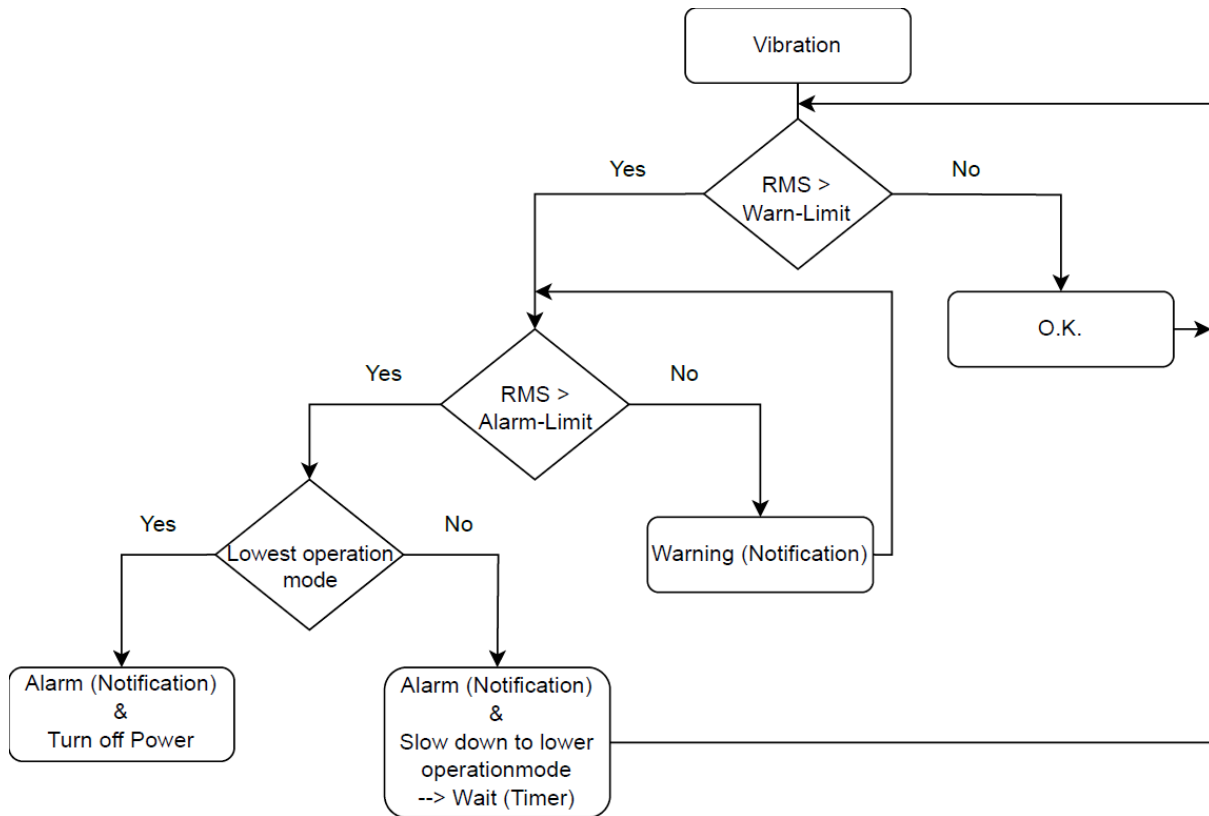 Vibration
Yes
RMS >
Warn-Limit
No
O.K.
Yes
RMS >
Alarm-Limit
No
Yes
Lowest operation
mode
No
Warning (Notification)
Alarm (Notification)
&
Turn off Power
Alarm (Notification)
&
Slow down to lower
operationmode
--> Wait (Timer)